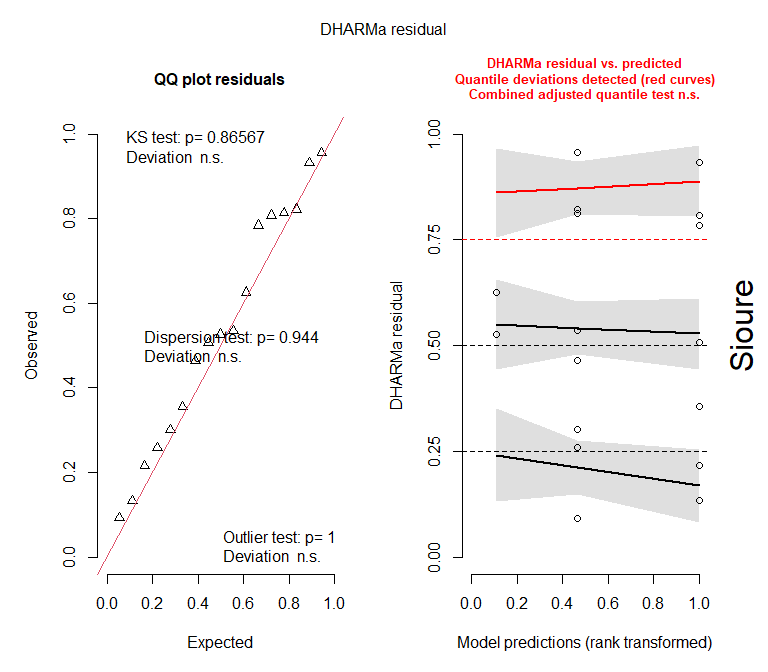 DHARMa residual
QQ plot residuals
KS test: p= 0.86567
Deviation n.s.
Dispersion test: p= 0.944
Deviation n.s.
Outlier test: p= 1
Deviation n.s.
Observed
0.0 0.2 0.4 0.6 0.8 1.0
0.0 0.2 0.4 0.6 0.8 1.0
Expected
DHARMa residual vs. predicted
Quantile deviations detected (red curves)
Combined adjusted quantile test n.s.
DHARMa residual
0.00 0.25 0.50 0.75 1.00
0.0 0.2 0.4 0.6 0.8 1.0
Model predictions (rank transformed)
Sioure